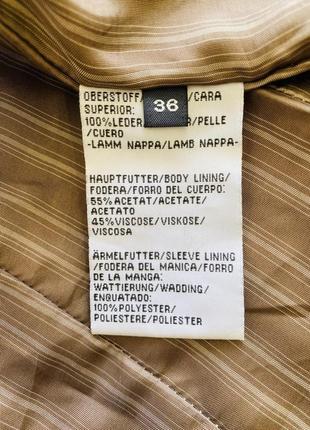 OBERSTOFF/ /CARA
36
SUPERIOR:
100%LEDER /PELLE
/CUERO
-LAMM NAPPA/LAMB NAPPA-
HAUPTFUTTER/BODY LINING/
FODERA/FORRO DEL CUERPO:
55%ACETAT/ACETATE/
ACETATO
45%VISCOSE/VISKOSE/
VISCOSA
ÄRMELFUTTER/SLEEVE LINING
/FODERA DEL MANICA/FORRO
DE LA MANGA:
WATTIERUNG/WADDING/
ENQUATADO:
100%POLYESTER/
POLIESTERE/POLIESTER